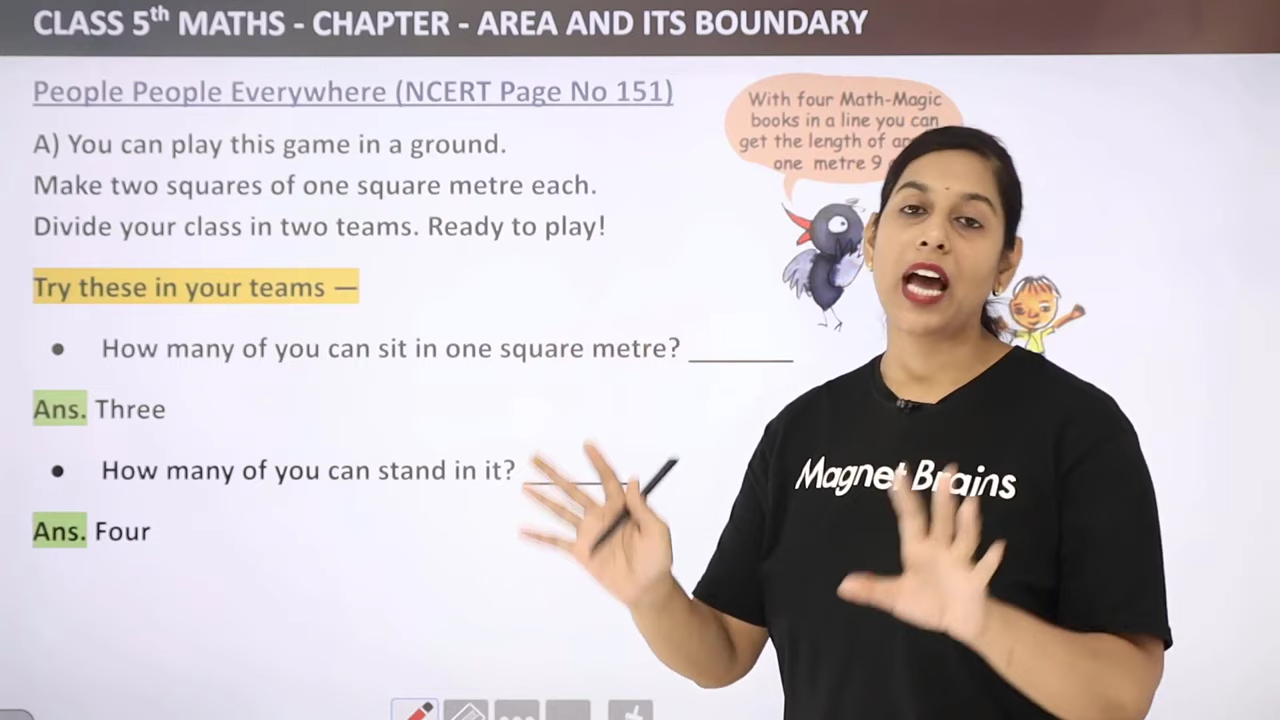 CLASS 5th MATHS - CHAPTER - AREA AND ITS BOUNDARY
People People Everywhere (NCERT Page No 151)
A) You can play this game in a ground.
Make two squares of one square metre each.
Divide your class in two teams. Ready to play!
With four Math-Magic
books in a line you can
get the length of
one metre 9
Try these in your teams —
● How many of you can sit in one square metre? ________
Ans. Three
● How many of you can stand in it? ________
Ans. Four
Magnet Brains